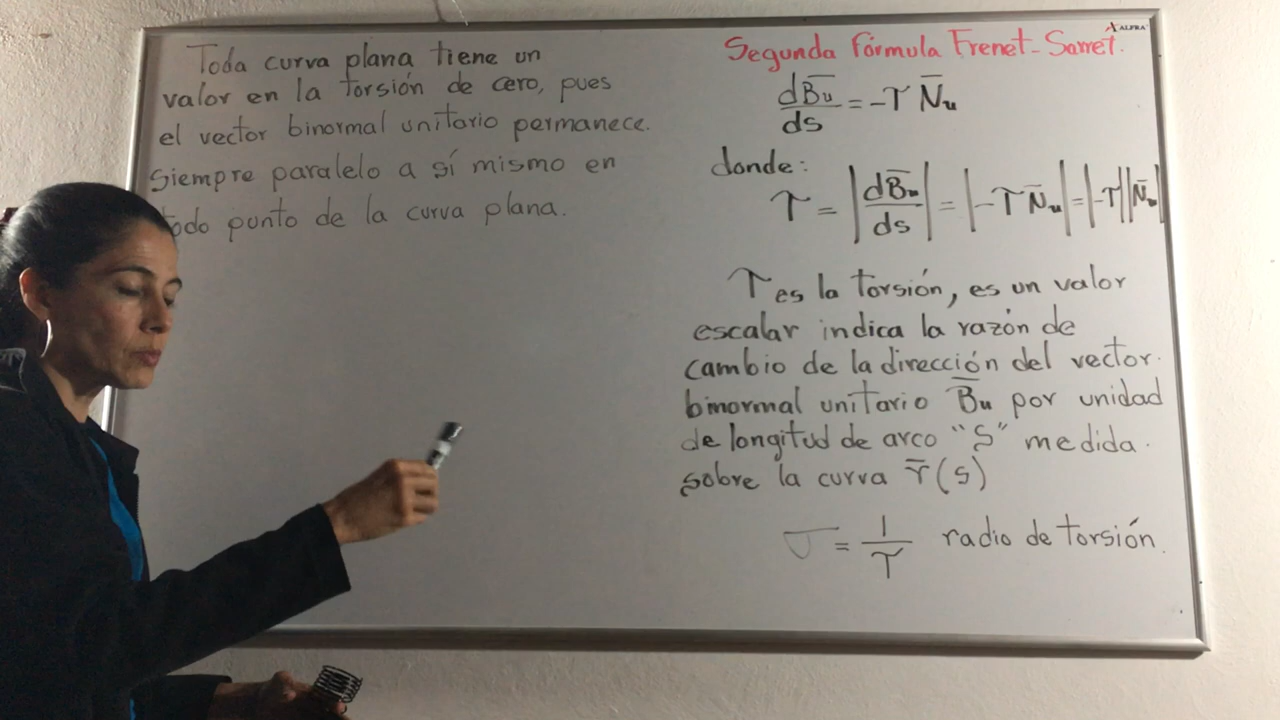 Toda curva plana tiene un
valor en la torsión de cero, pues
el vector binormal unitario permanece.
siempre paralelo a sí mismo en
todo punto de la curva plana.
ALFRA
Segunda fórmula Frenet-Sarret.
dB̅u/ds = -τ N̅u
donde:
τ = |dB̅u/ds| = |-τ N̅u| = |-τ||N̅u|
τ es la torsión, es un valor
escalar indica la razón de
cambio de la dirección del vector.
binormal unitario B̅u por unidad
de longitud de arco "S" medida.
sobre la curva r̅(s)
σ = 1/τ radio de torsión.